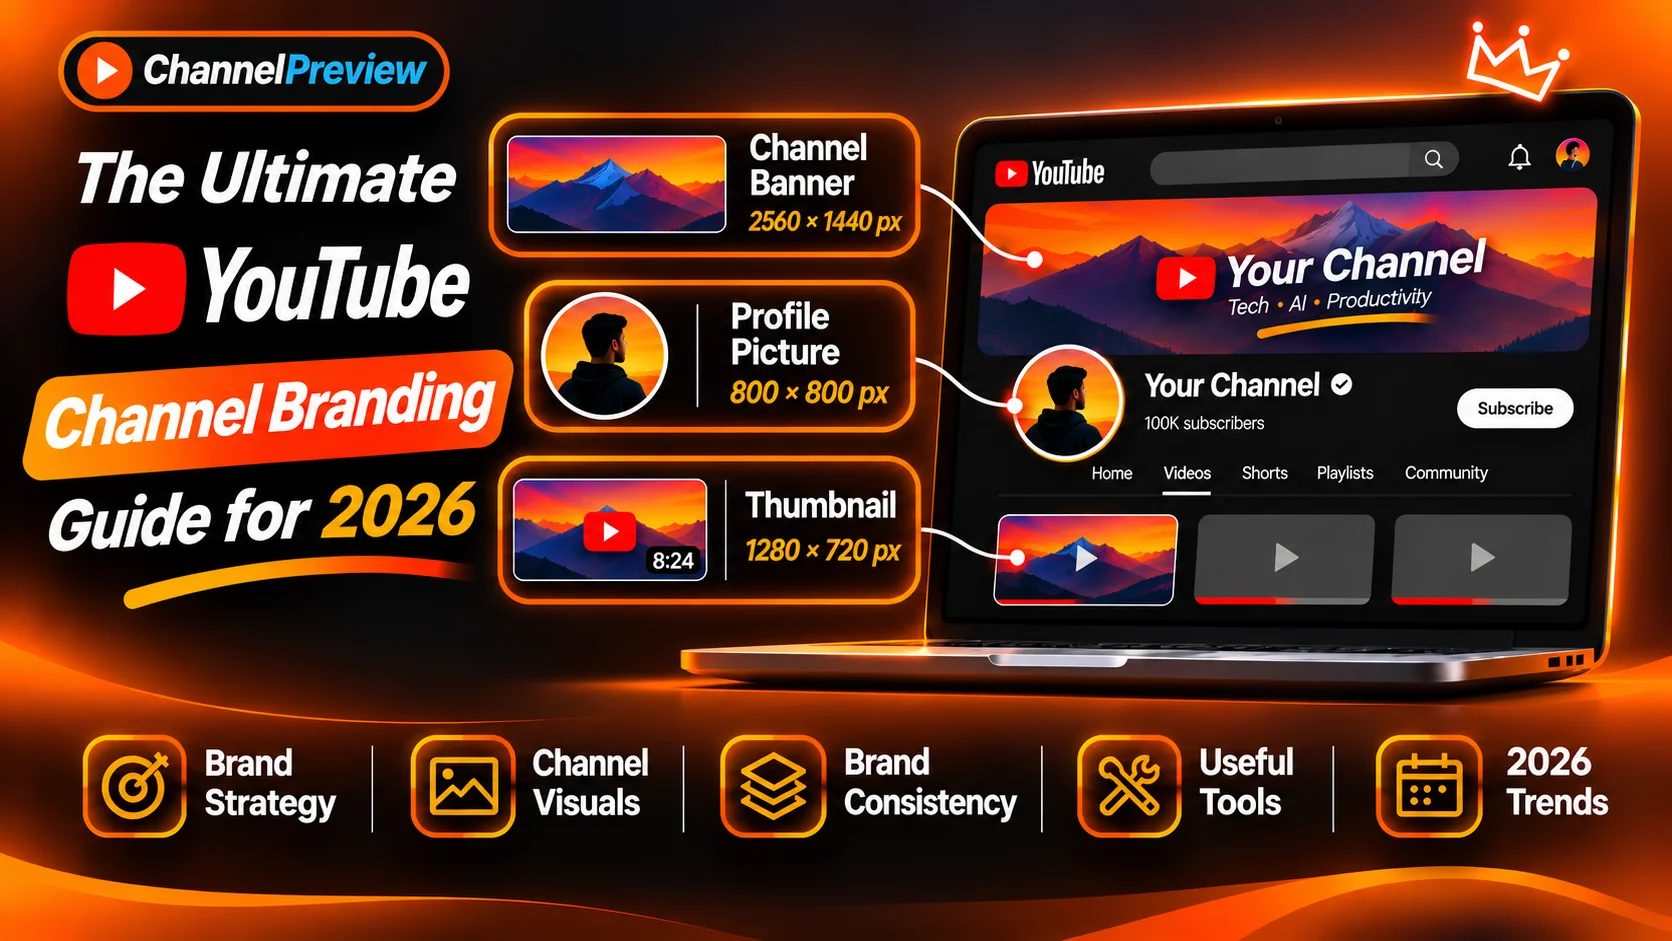 ChannelPreview
The Ultimate
YouTube
Channel Branding
Guide for 2026
Channel
Banner
2560 × 1440 px
Profile
Picture
800 × 800 px
8:24
Thumbnail
1280 × 720 px
YouTube
Your Channel
Tech • AI • Productivity
Your Channel
100K subscribers
Subscribe
Home Videos Shorts Playlists Community
Brand
Strategy
Channel
Visuals
Brand
Consistency
Useful
Tools
2026
Trends